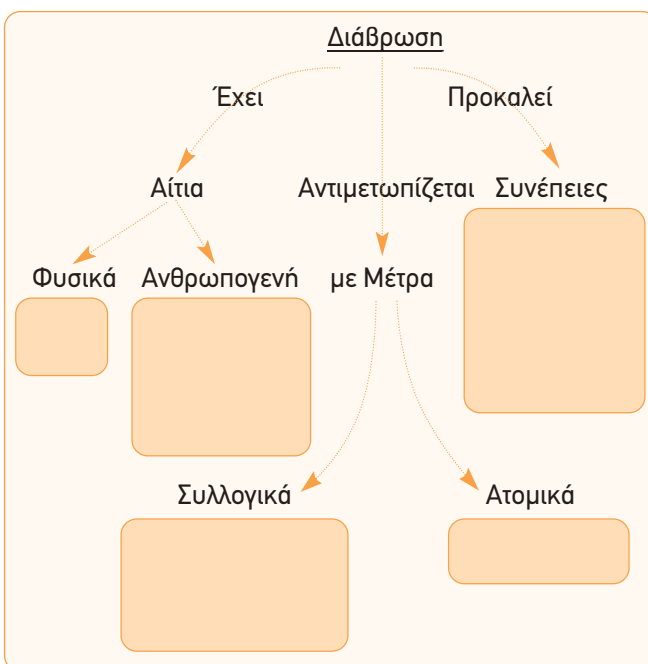 Διάβρωση
Έχει
Προκαλεί
Αίτια
Αντιμετωπίζεται
Συνέπειες
Φυσικά
Ανθρωπογενή
με Μέτρα
Συλλογικά
Ατομικά